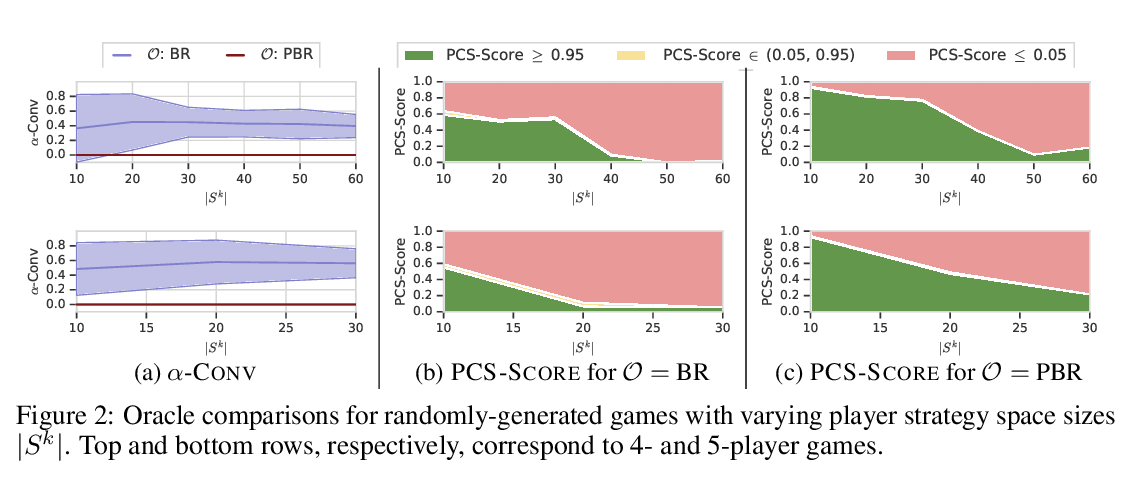 O: BR O: PBR
PCS-Score ≥ 0.95 PCS-Score ∈ (0.05, 0.95) PCS-Score ≤ 0.05
α-Conv
0.8
0.6
0.4
0.2
0.0
10 20 30 40 50 60
|S^k|
PCS-Score
1.0
0.8
0.6
0.4
0.2
0.0
10 20 30 40 50 60
|S^k|
PCS-Score
1.0
0.8
0.6
0.4
0.2
0.0
10 20 30 40 50 60
|S^k|
α-Conv
0.8
0.6
0.4
0.2
0.0
10 15 20 25 30
|S^k|
PCS-Score
1.0
0.8
0.6
0.4
0.2
0.0
10 15 20 25 30
|S^k|
PCS-Score
1.0
0.8
0.6
0.4
0.2
0.0
10 15 20 25 30
|S^k|
(a) α-CONV
(b) PCS-SCORE for O = BR
(c) PCS-SCORE for O = PBR
Figure 2: Oracle comparisons for randomly-generated games with varying player strategy space sizes
|S^k|. Top and bottom rows, respectively, correspond to 4- and 5-player games.